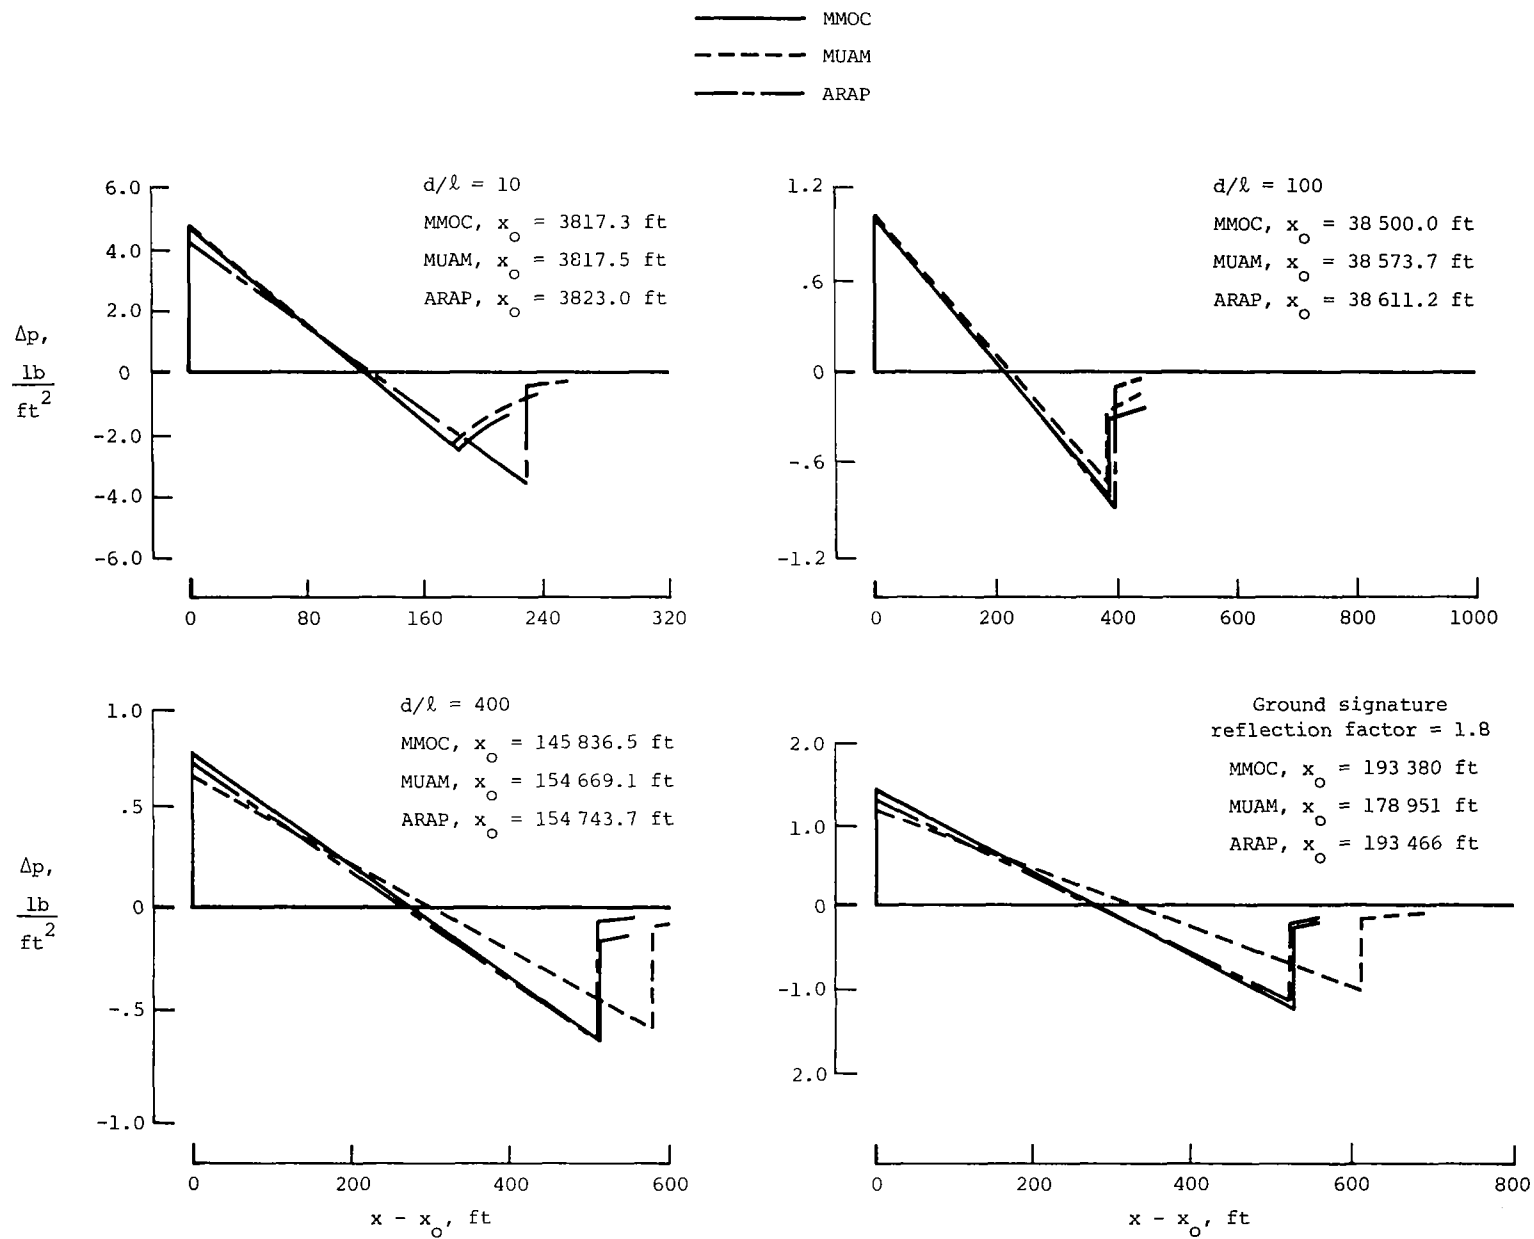 MMOC
MUAM
ARAP
d/ℓ = 10
MMOC, x_o = 3817.3 ft
MUAM, x_o = 3817.5 ft
ARAP, x_o = 3823.0 ft
6.0
4.0
2.0
0
-2.0
-4.0
-6.0
Δp,
lb
ft^2
0 80 160 240 320
d/ℓ = 100
MMOC, x_o = 38 500.0 ft
MUAM, x_o = 38 573.7 ft
ARAP, x_o = 38 611.2 ft
1.2
.6
0
-.6
-1.2
0 200 400 600 800 1000
d/ℓ = 400
MMOC, x_o = 145 836.5 ft
MUAM, x_o = 154 669.1 ft
ARAP, x_o = 154 743.7 ft
1.0
.5
0
-.5
-1.0
Δp,
lb
ft^2
0 200 400 600
x - x_o, ft
Ground signature
reflection factor = 1.8
MMOC, x_o = 193 380 ft
MUAM, x_o = 178 951 ft
ARAP, x_o = 193 466 ft
2.0
1.0
0
-1.0
2.0
0 200 400 600 800
x - x_o, ft